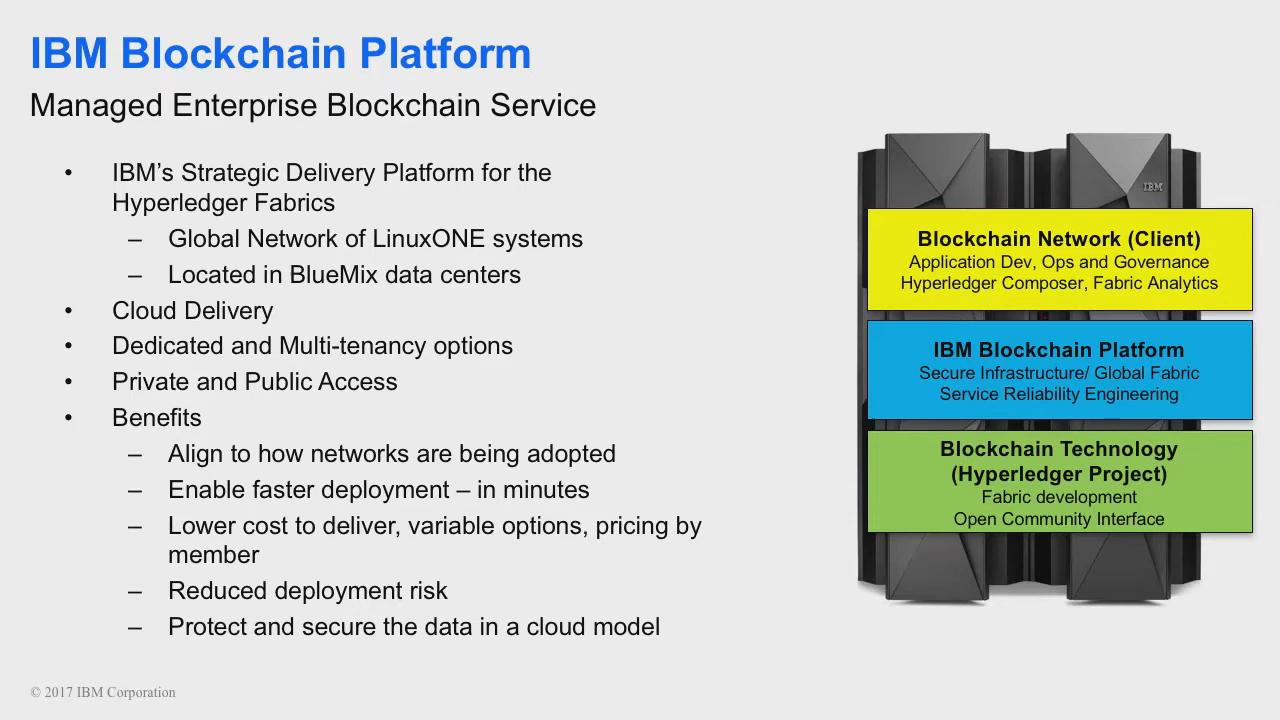 IBM Blockchain Platform
Managed Enterprise Blockchain Service
• IBM’s Strategic Delivery Platform for the
Hyperledger Fabrics
– Global Network of LinuxONE systems
– Located in BlueMix data centers
• Cloud Delivery
• Dedicated and Multi-tenancy options
• Private and Public Access
• Benefits
– Align to how networks are being adopted
– Enable faster deployment – in minutes
– Lower cost to deliver, variable options, pricing by
member
– Reduced deployment risk
– Protect and secure the data in a cloud model
IBM
Blockchain Network (Client)
Application Dev, Ops and Governance
Hyperledger Composer, Fabric Analytics
IBM Blockchain Platform
Secure Infrastructure/ Global Fabric
Service Reliability Engineering
Blockchain Technology
(Hyperledger Project)
Fabric development
Open Community Interface
© 2017 IBM Corporation